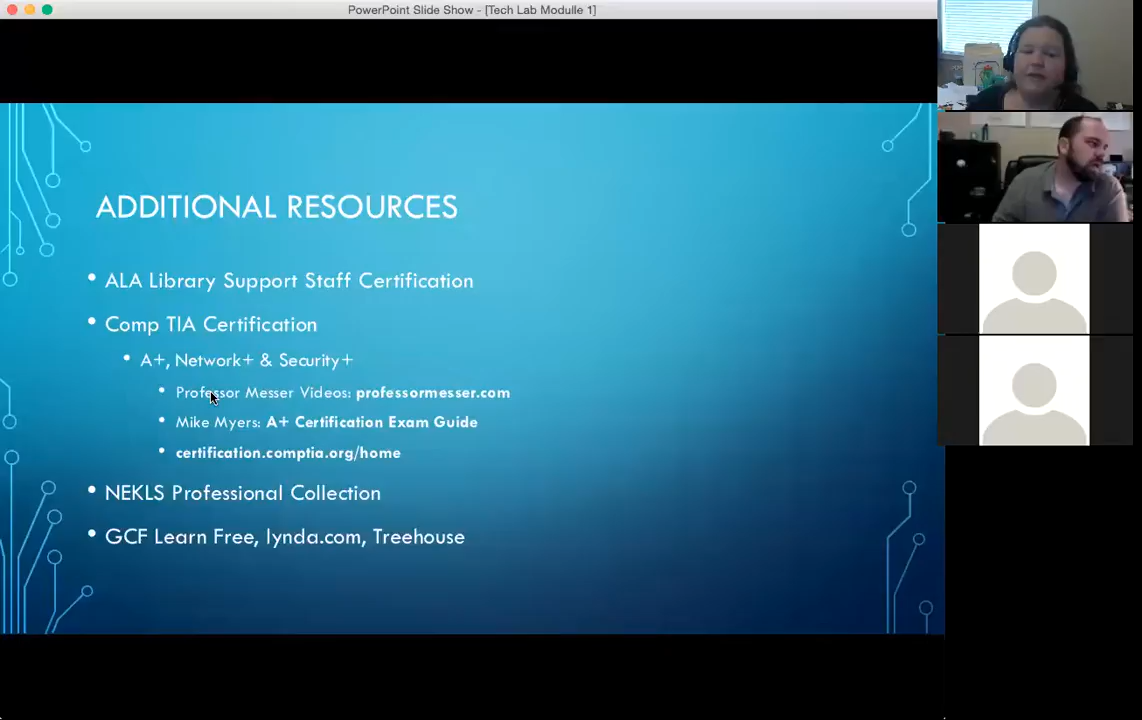 PowerPoint Slide Show - [Tech Lab Modulle 1]
ADDITIONAL RESOURCES
• ALA Library Support Staff Certification
• Comp TIA Certification
• A+, Network+ & Security+
• Professor Messer Videos: professormesser.com
• Mike Myers: A+ Certification Exam Guide
• certification.comptia.org/home
• NEKLS Professional Collection
• GCF Learn Free, lynda.com, Treehouse